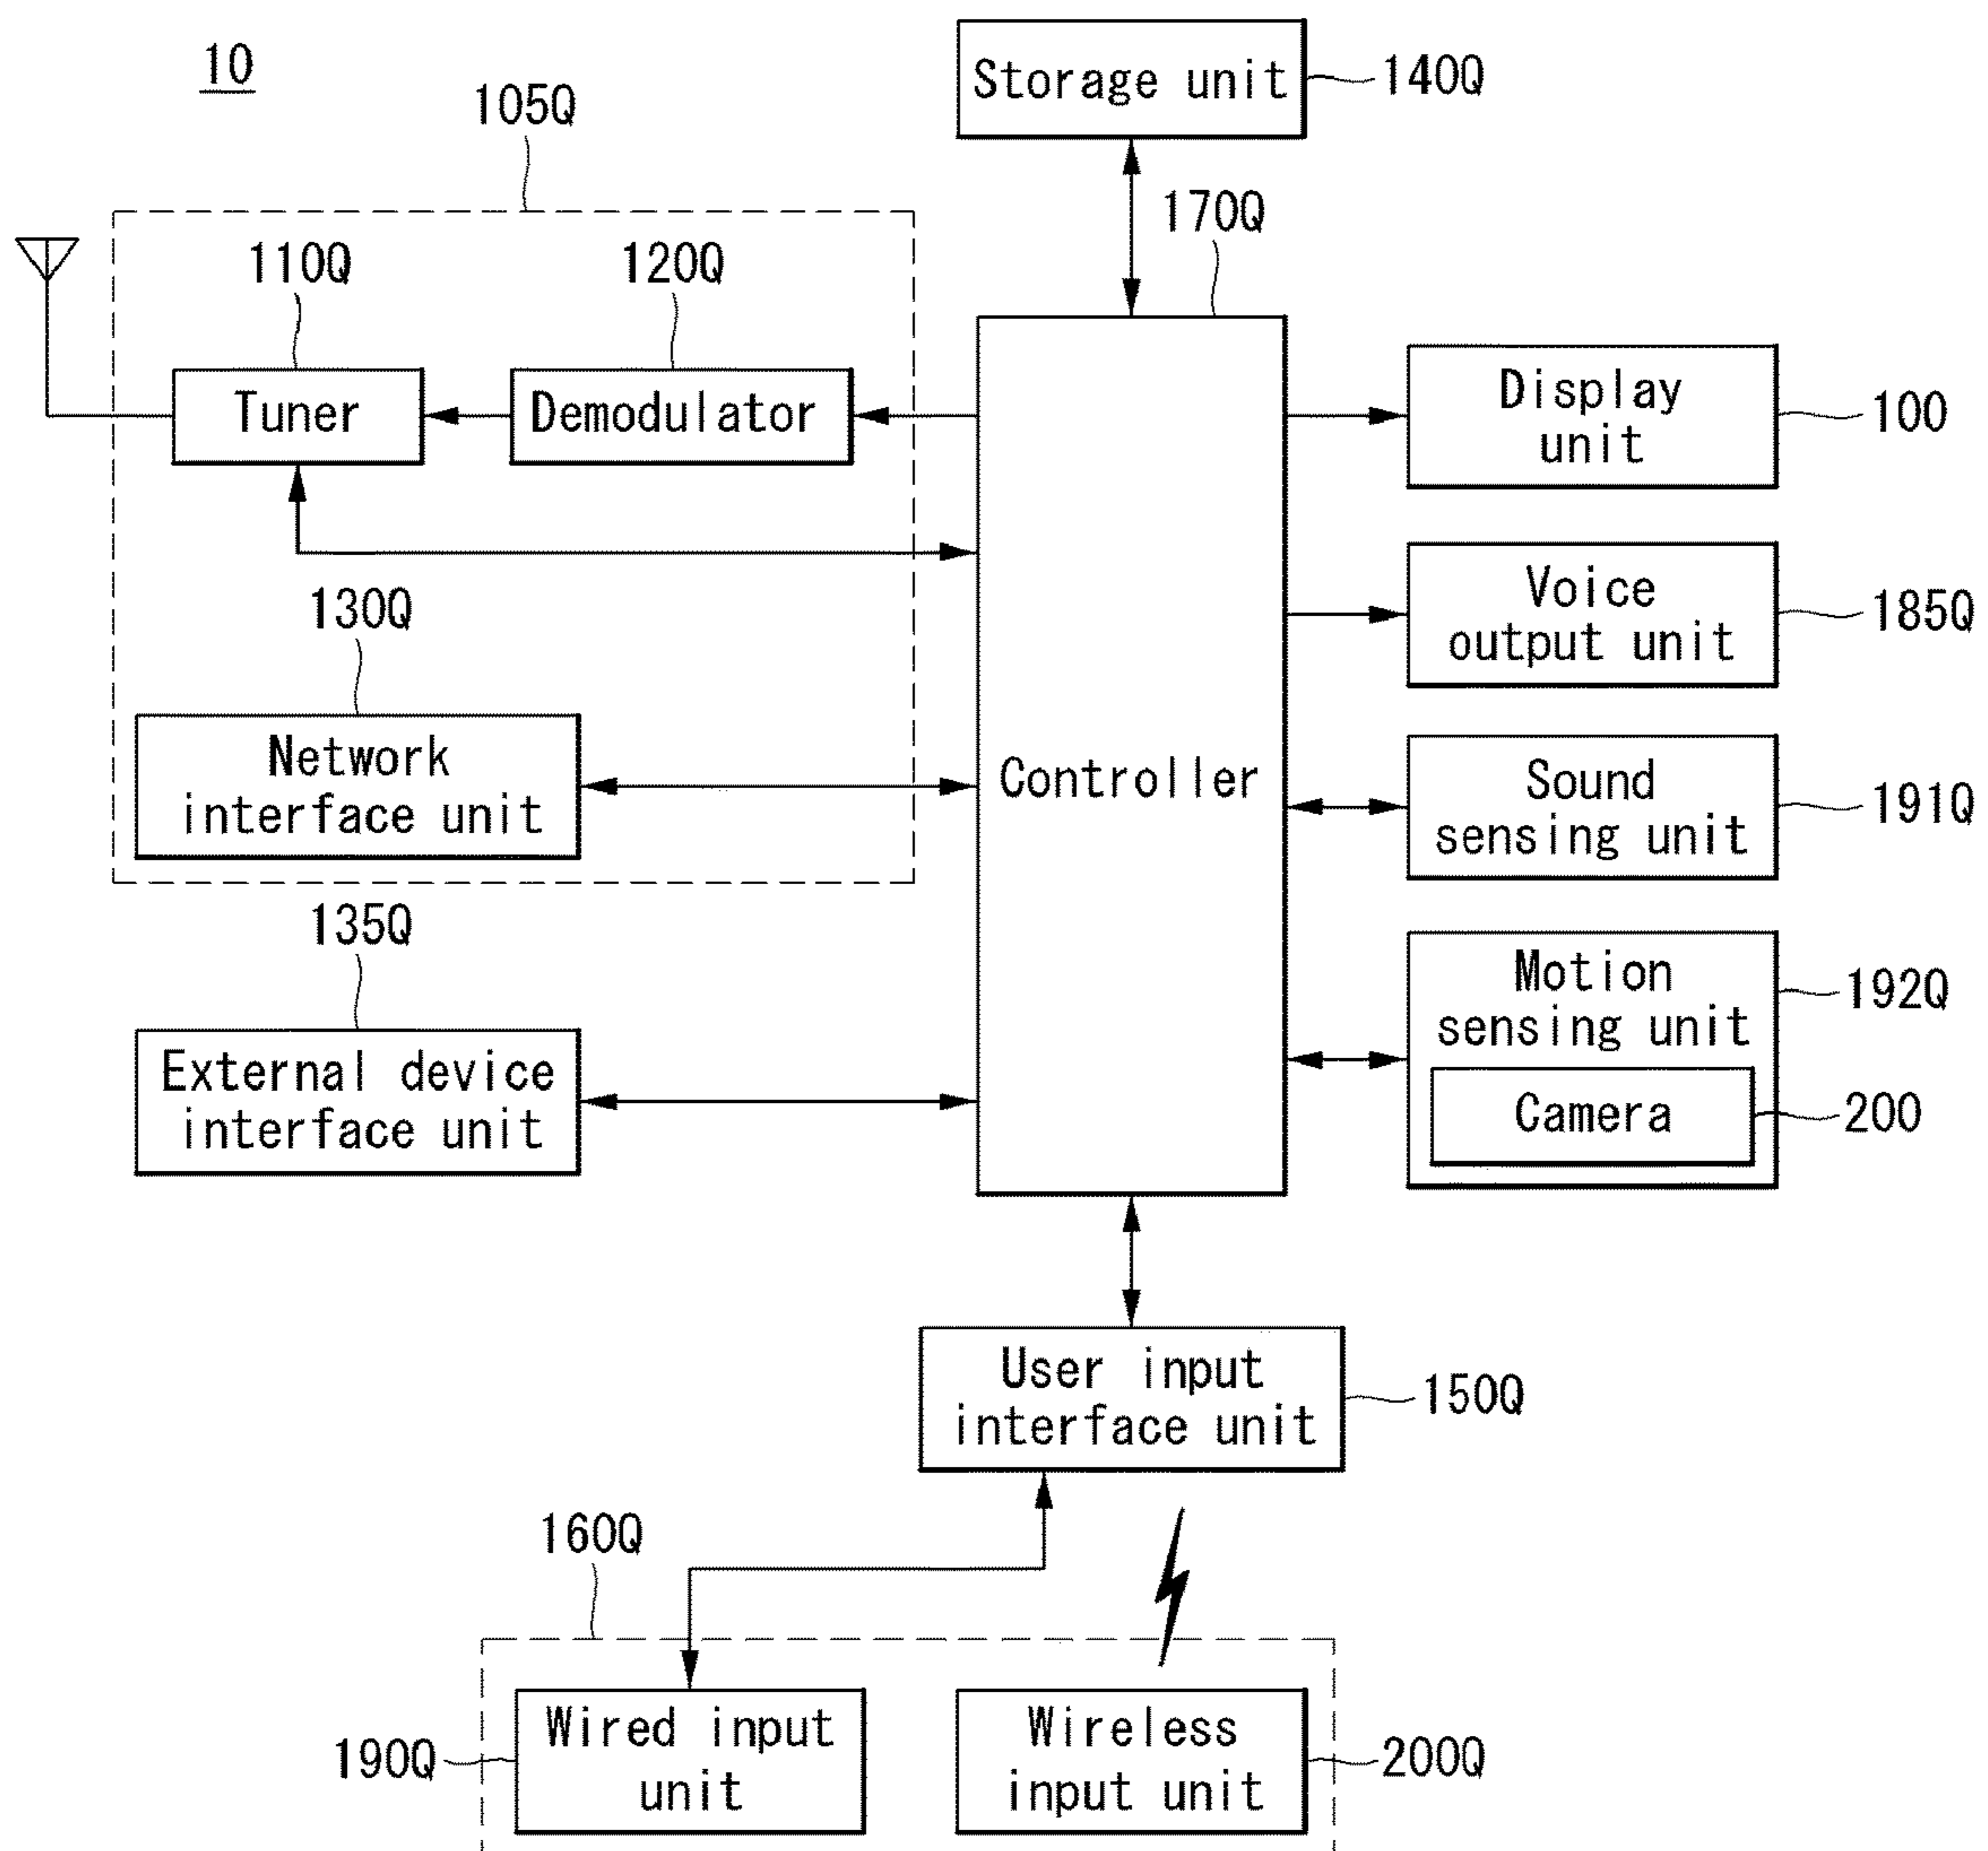 10
105Q
Storage unit
140Q
170Q
110Q
120Q
Tuner
Demodulator
Display
unit
100
130Q
Voice
output unit
185Q
Network
interface unit
Controller
Sound
sensing unit
191Q
135Q
External device
interface unit
Motion
sensing unit
192Q
Camera
200
User input
interface unit
150Q
160Q
Wired input
unit
190Q
Wireless
input unit
200Q